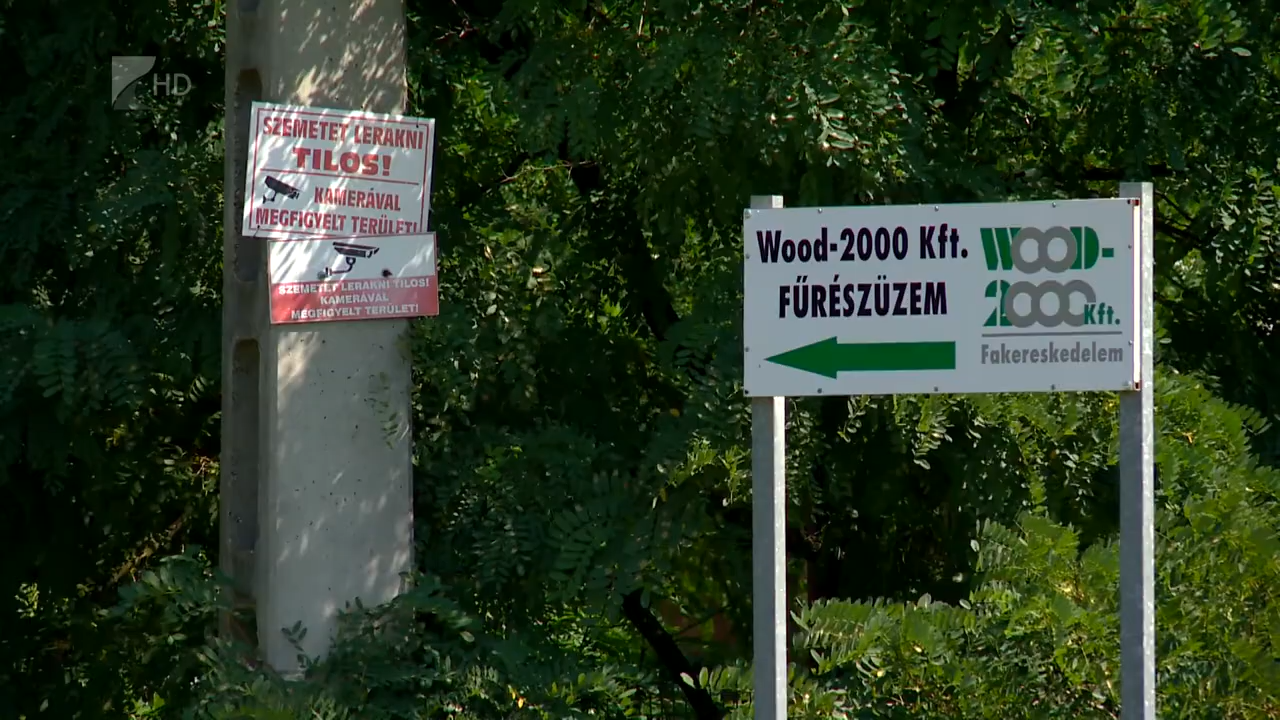 HD
SZEMETET LERAKNI
TILOS!
KAMERÁVAL
MEGFIGYELT TERÜLET!
SZEMETET LERAKNI TILOS!
KAMERÁVAL
MEGFIGYELT TERÜLET!
Wood-2000 Kft.
FŰRÉSZÜZEM
WOOD-
2000 Kft.
Fakereskedelem